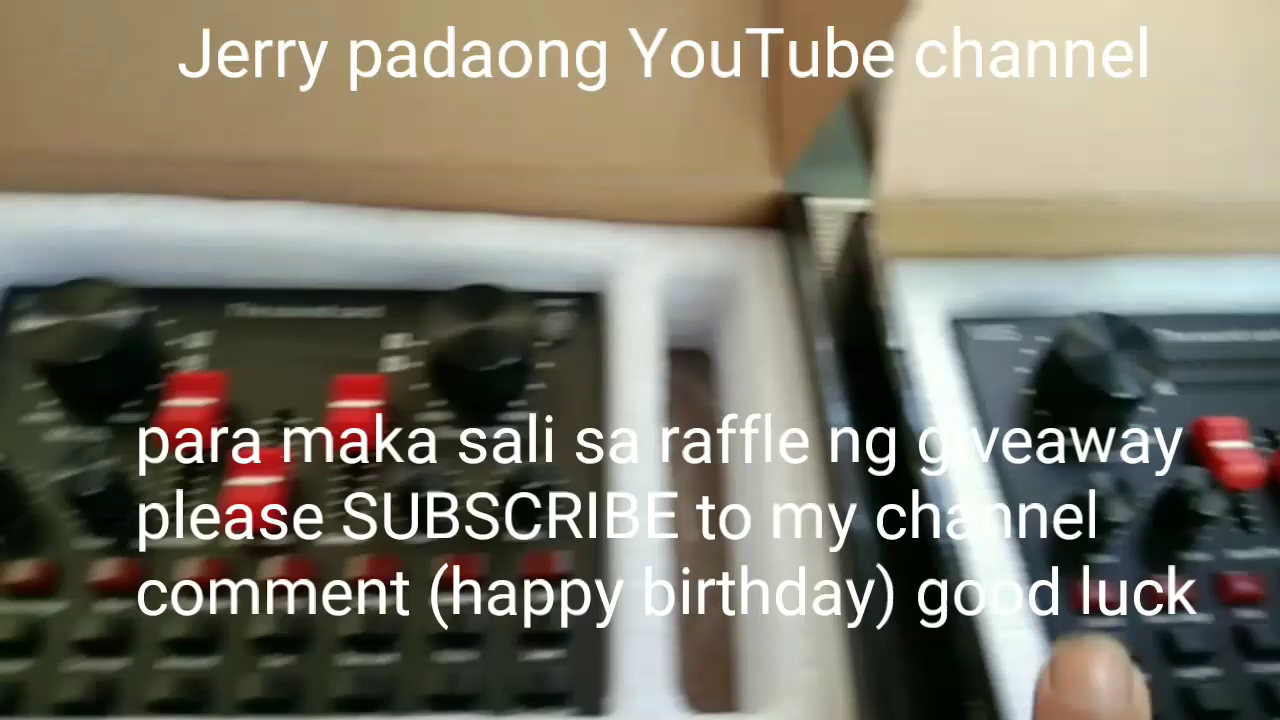 Jerry padaong YouTube channel
para maka sali sa raffle ng giveaway
please SUBSCRIBE to my channel
comment (happy birthday) good luck